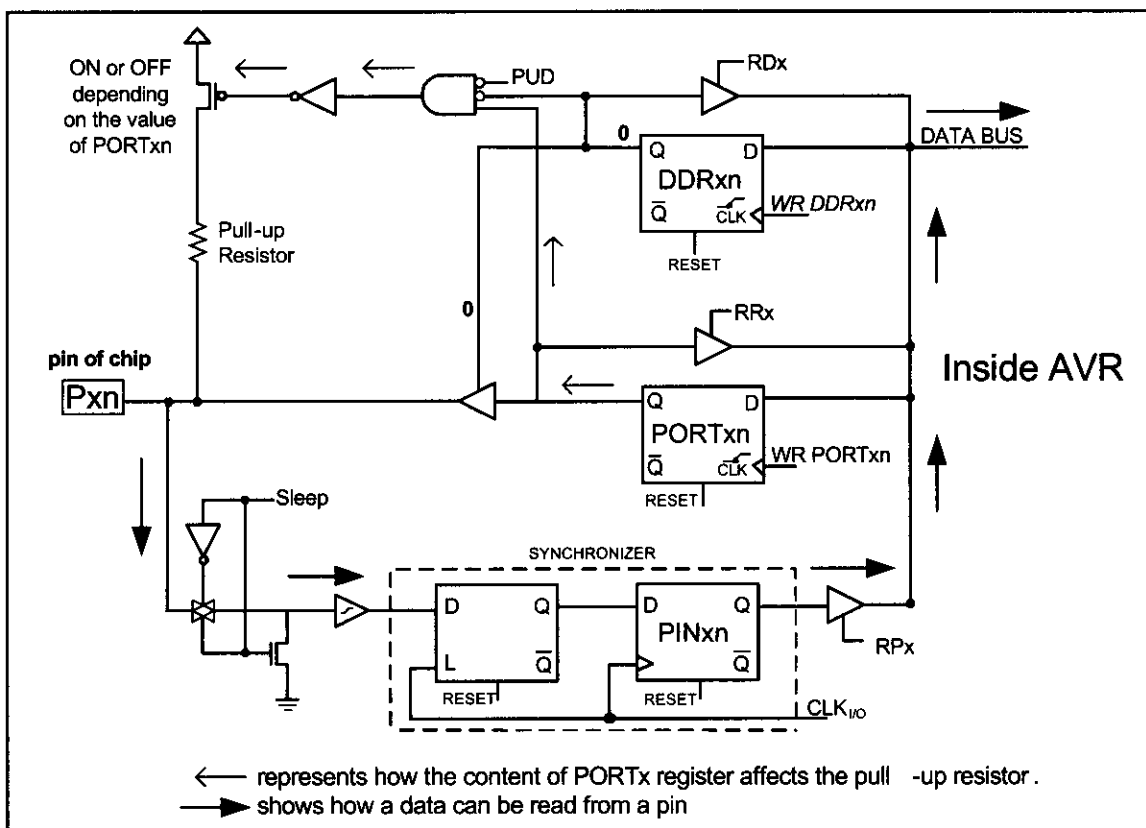 ON or OFF
depending
on the value
of PORTxn
PUD
RDx
DATA BUS
0
Q D
DDRxn
Q̅ CLK
WR DDRxn
RESET
Pull-up
Resistor
0
RRx
pin of chip
Pxn
Inside AVR
Q D
PORTxn
Q̅ CLK
WR PORTxn
RESET
Sleep
SYNCHRONIZER
D Q
L Q̅
RESET
D Q
PINxn
Q̅
RESET
RPx
CLK I/O
represents how the content of PORTx register affects the pull -up resistor .
shows how a data can be read from a pin